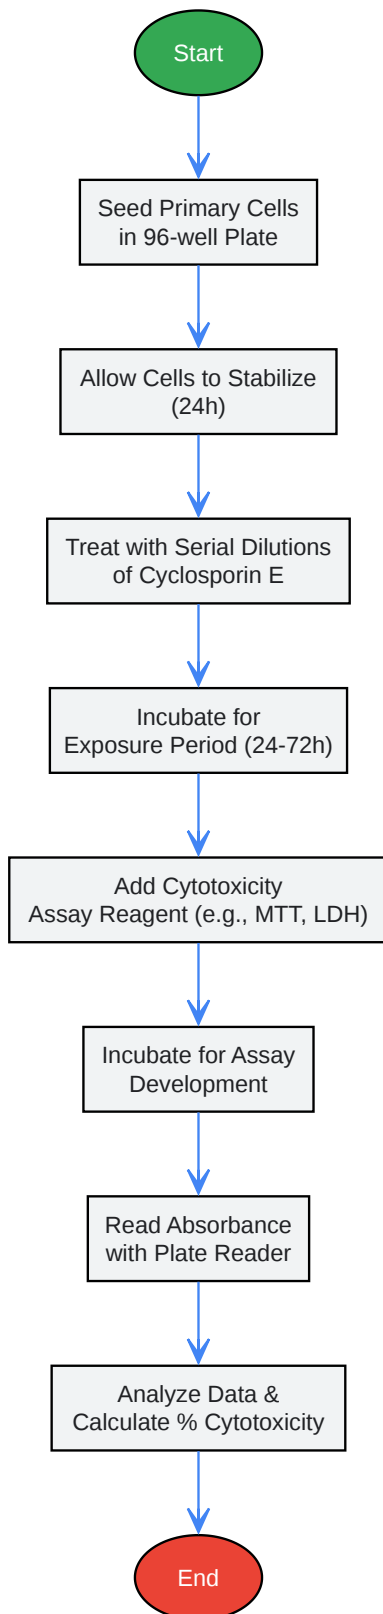 Start
Seed Primary Cells
in 96-well Plate
Allow Cells to Stabilize
(24h)
Treat with Serial Dilutions
of Cyclosporin E
Incubate for
Exposure Period (24-72h)
Add Cytotoxicity
Assay Reagent (e.g., MTT, LDH)
Incubate for Assay
Development
Read Absorbance
with Plate Reader
Analyze Data &
Calculate % Cytotoxicity
End